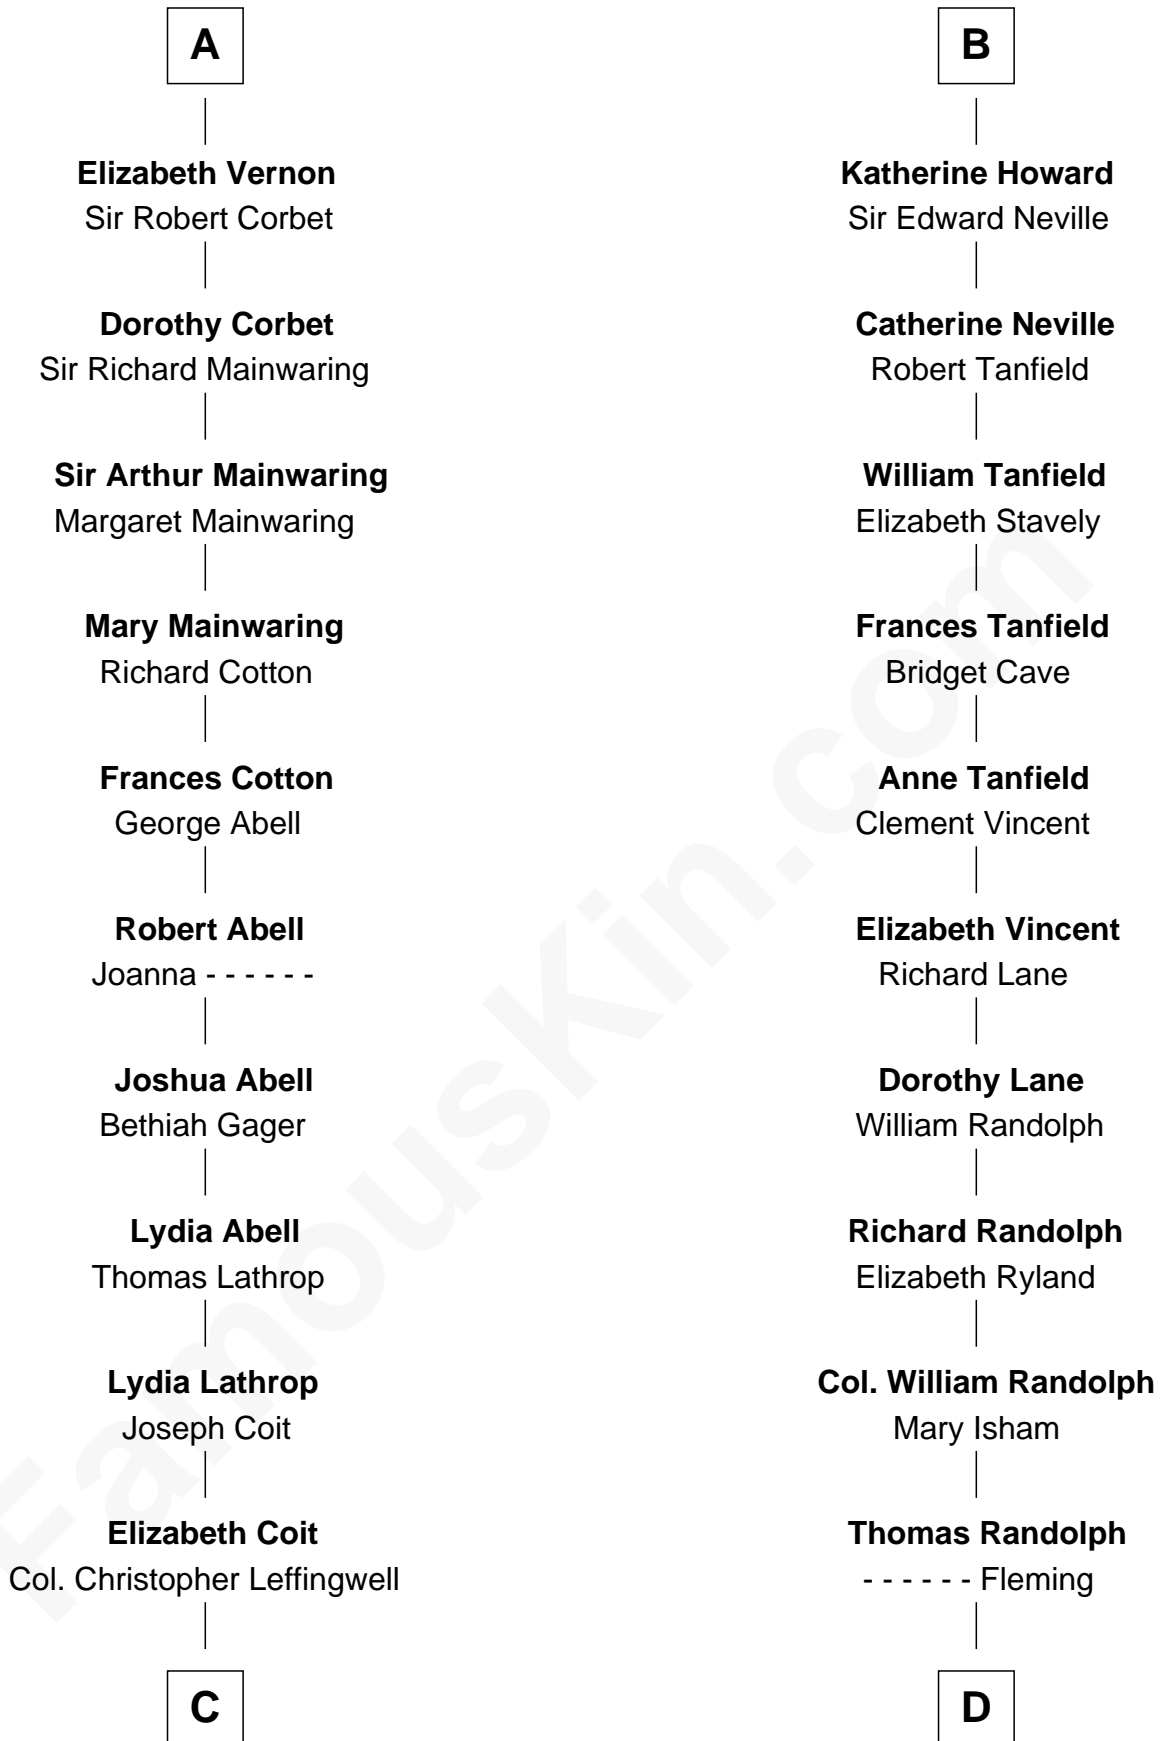 A
Elizabeth Vernon
Sir Robert Corbet
Dorothy Corbet
Sir Richard Mainwaring
Sir Arthur Mainwaring
Margaret Mainwaring
Mary Mainwaring
Richard Cotton
Frances Cotton
George Abell
Robert Abell
Joanna - - - - - -
Joshua Abell
Bethiah Gager
Lydia Abell
Thomas Lathrop
Lydia Lathrop
Joseph Coit
Elizabeth Coit
Col. Christopher Leffingwell
C
B
Katherine Howard
Sir Edward Neville
Catherine Neville
Robert Tanfield
William Tanfield
Elizabeth Stavely
Frances Tanfield
Bridget Cave
Anne Tanfield
Clement Vincent
Elizabeth Vincent
Richard Lane
Dorothy Lane
William Randolph
Richard Randolph
Elizabeth Ryland
Col. William Randolph
Mary Isham
Thomas Randolph
- - - - - - Fleming
D
FamousKin.com